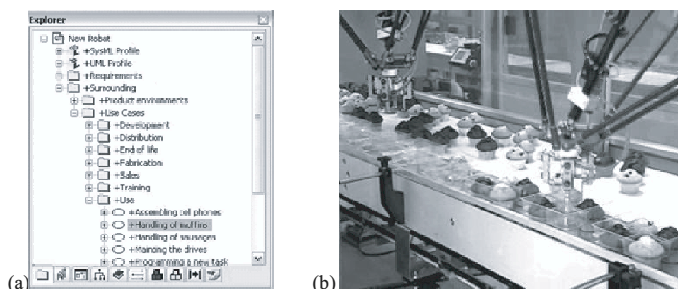 Explorer
New Robot
+SysML Profile
+UML Profile
+Requirements
+Surrounding
+Product environments
+Use Cases
+Development
+Distribution
+End of life
+Fabrication
+Sales
+Training
+Use
+Assembling cell phones
+Handling of muffins
+Handling of sausages
+Maintaining the drives
+Programming a new task
(a)
(b)